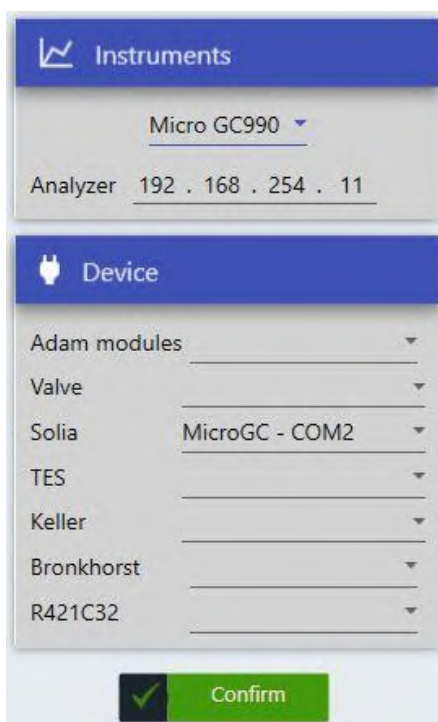 Instruments
Micro GC990
Analyzer 192 . 168 . 254 . 11
Device
Adam modules
Valve
Solia MicroGC - COM2
TES
Keller
Bronkhorst
R421C32
Confirm